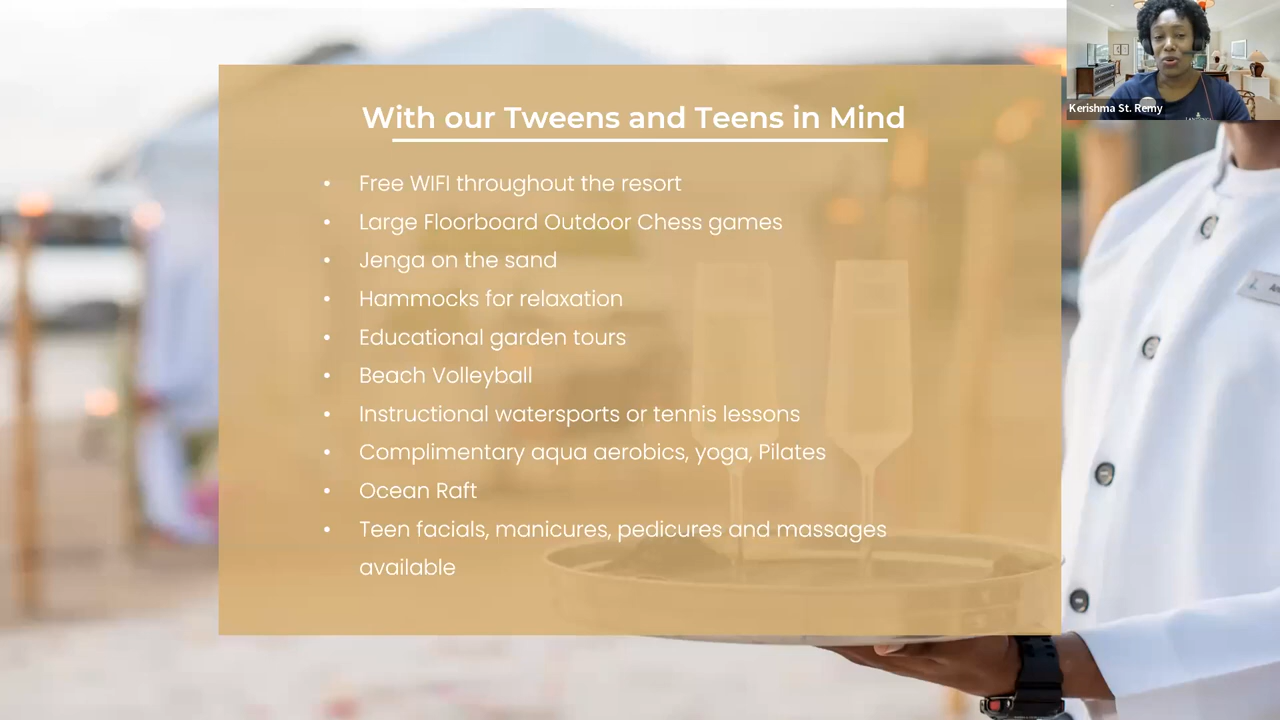 With our Tweens and Teens in Mind
Kerishma St. Remy
• Free WIFI throughout the resort
• Large Floorboard Outdoor Chess games
• Jenga on the sand
• Hammocks for relaxation
• Educational garden tours
• Beach Volleyball
• Instructional watersports or tennis lessons
• Complimentary aqua aerobics, yoga, Pilates
• Ocean Raft
• Teen facials, manicures, pedicures and massages
available